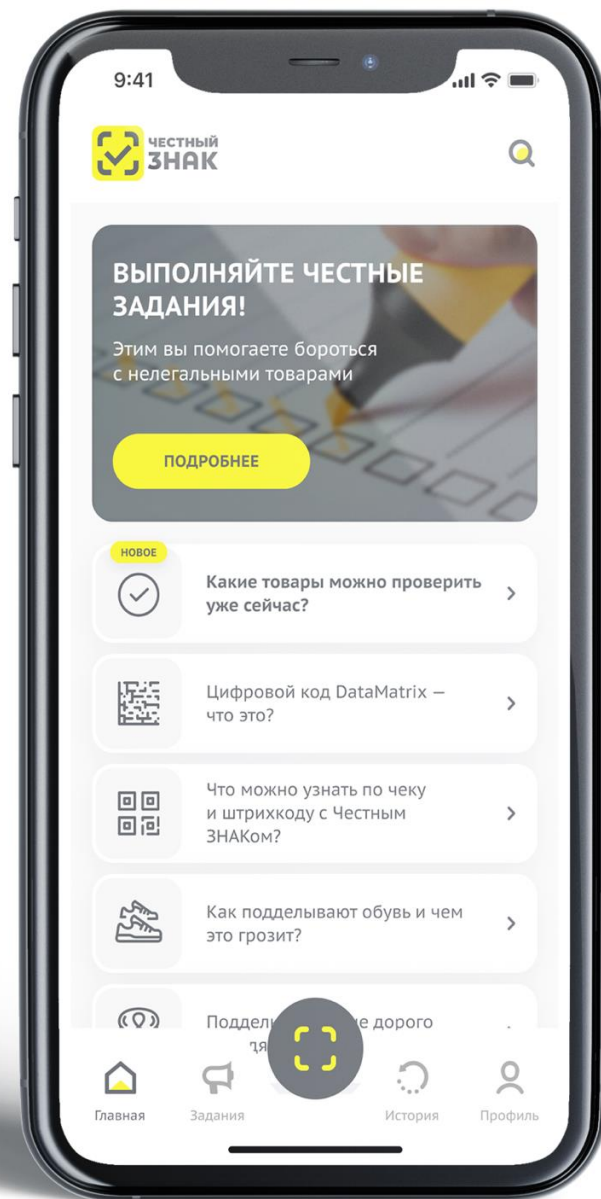 9:41
ЧЕСТНЫЙ
ЗНАК
ВЫПОЛНЯЙТЕ ЧЕСТНЫЕ
ЗАДАНИЯ!
Этим вы помогаете бороться
с нелегальными товарами
ПОДРОБНЕЕ
НОВОЕ
Какие товары можно проверить
уже сейчас?
Цифровой код DataMatrix —
что это?
Что можно узнать по чеку
и штрихкоду с Честным
ЗНАКом?
Как подделывают обувь и чем
это грозит?
дорого
Главная
Задания
История
Профиль